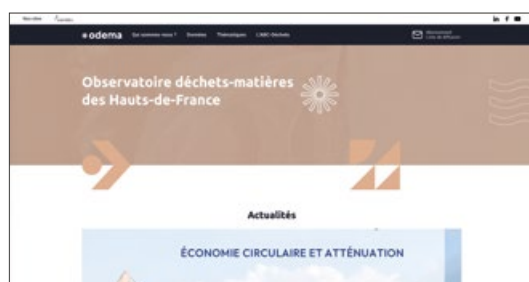 odema Qui sommes-nous ? Données Thématiques L'ABC-Déchets
Observatoire déchets-matières
des Hauts-de-France
Actualités
ÉCONOMIE CIRCULAIRE ET ATTÉNUATION